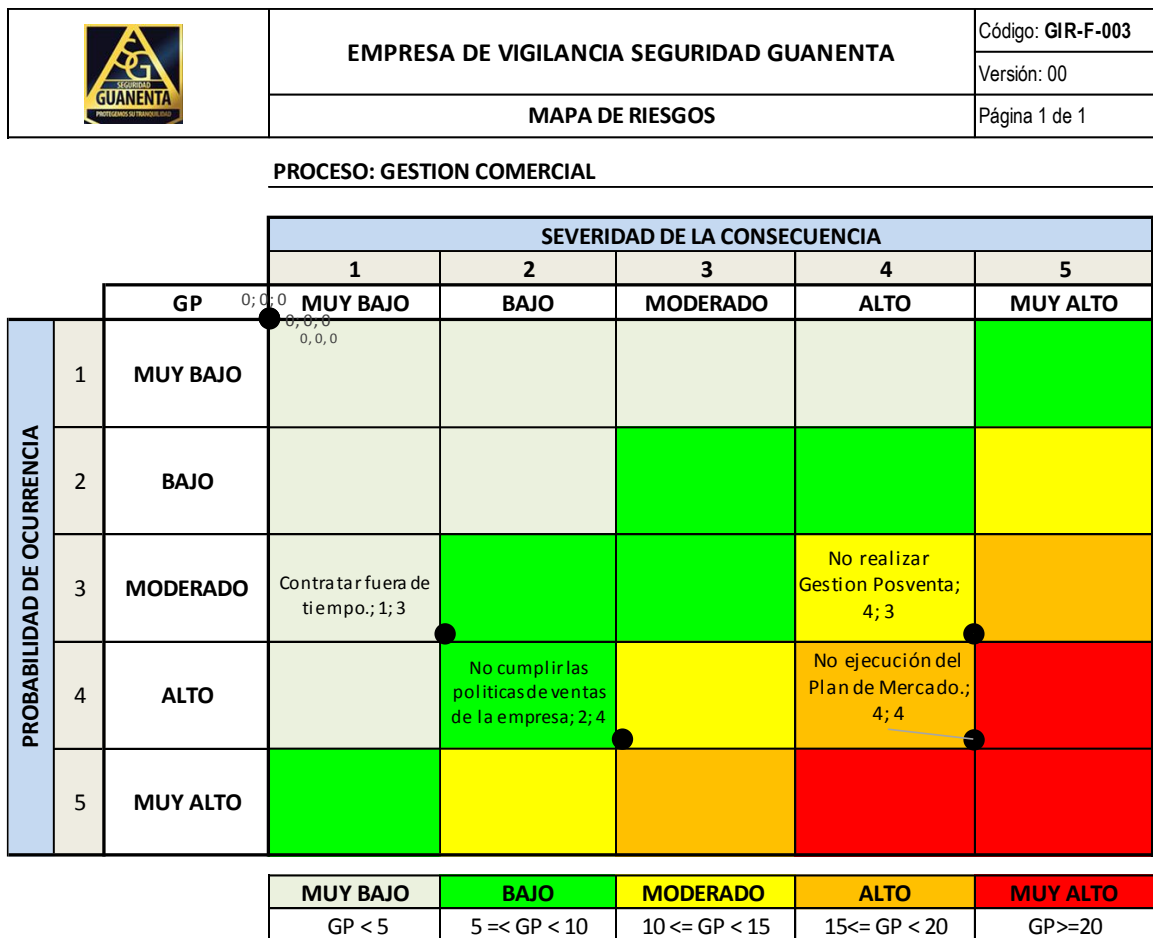 SG
SEGURIDAD
GUANENTA
PROTEGEMOS SU TRANQUILIDAD
EMPRESA DE VIGILANCIA SEGURIDAD GUANENTA
MAPA DE RIESGOS
Código: GIR-F-003
Versión: 00
Página 1 de 1
PROCESO: GESTION COMERCIAL
SEVERIDAD DE LA CONSECUENCIA
1 2 3 4 5
GP MUY BAJO BAJO MODERADO ALTO MUY ALTO
0; 0; 0
0; 0; 0
0, 0, 0
PROBABILIDAD DE OCURRENCIA
1 MUY BAJO
2 BAJO
3 MODERADO
Contratar fuera de
tiempo.; 1; 3
No realizar
Gestion Posventa;
4; 3
4 ALTO
No cumplir las
politicas de ventas
de la empresa; 2; 4
No ejecución del
Plan de Mercado.;
4; 4
5 MUY ALTO
MUY BAJO BAJO MODERADO ALTO MUY ALTO
GP < 5 5 =< GP < 10 10 <= GP < 15 15<= GP < 20 GP>=20